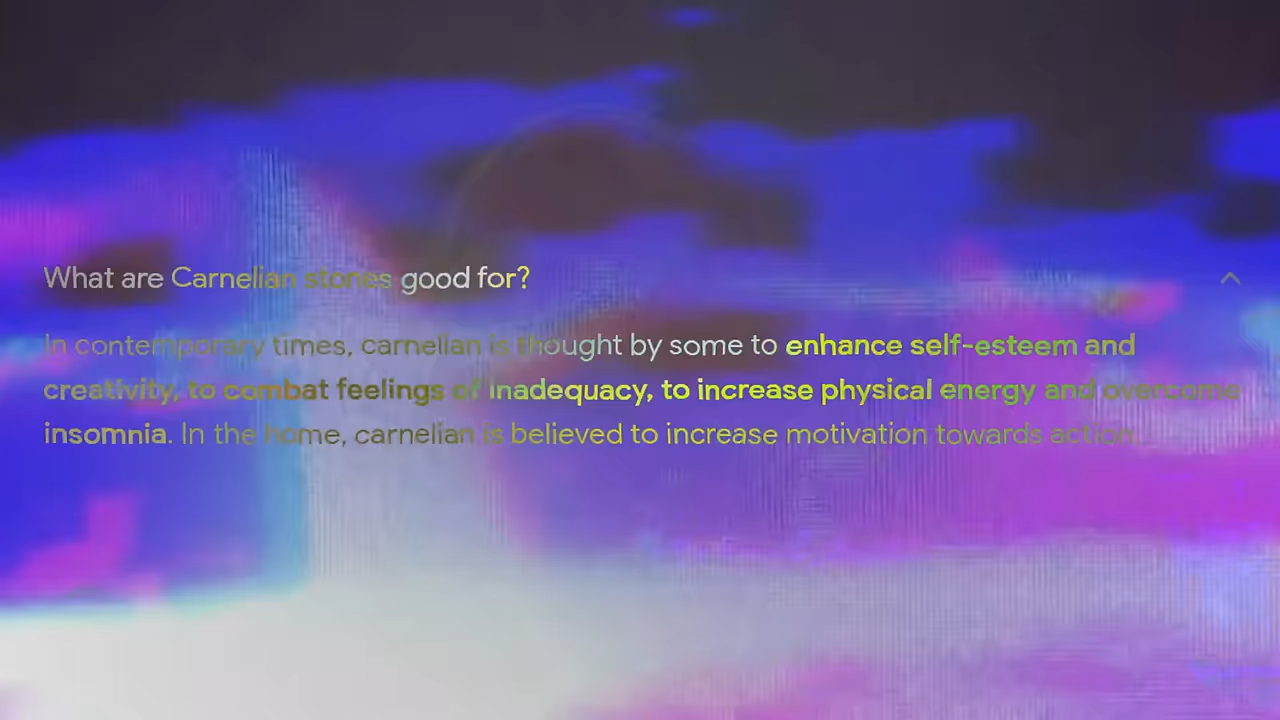 What are Carnelian stones good for?
In contemporary times, carnelian is thought by some to enhance self-esteem and
creativity, to combat feelings of inadequacy, to increase physical energy and overcome
insomnia. In the home, carnelian is believed to increase motivation towards action.